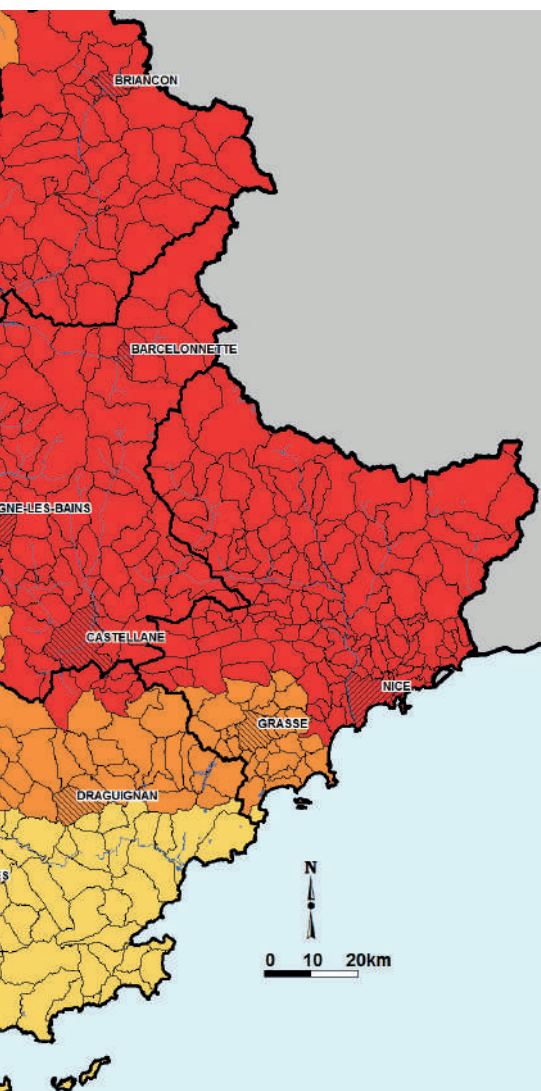 BRIANCON
BARCELONNETTE
GNE-LES-BAINS
CASTELLANE
NICE
GRASSE
DRAGUIGNAN
S
N
0 10 20km